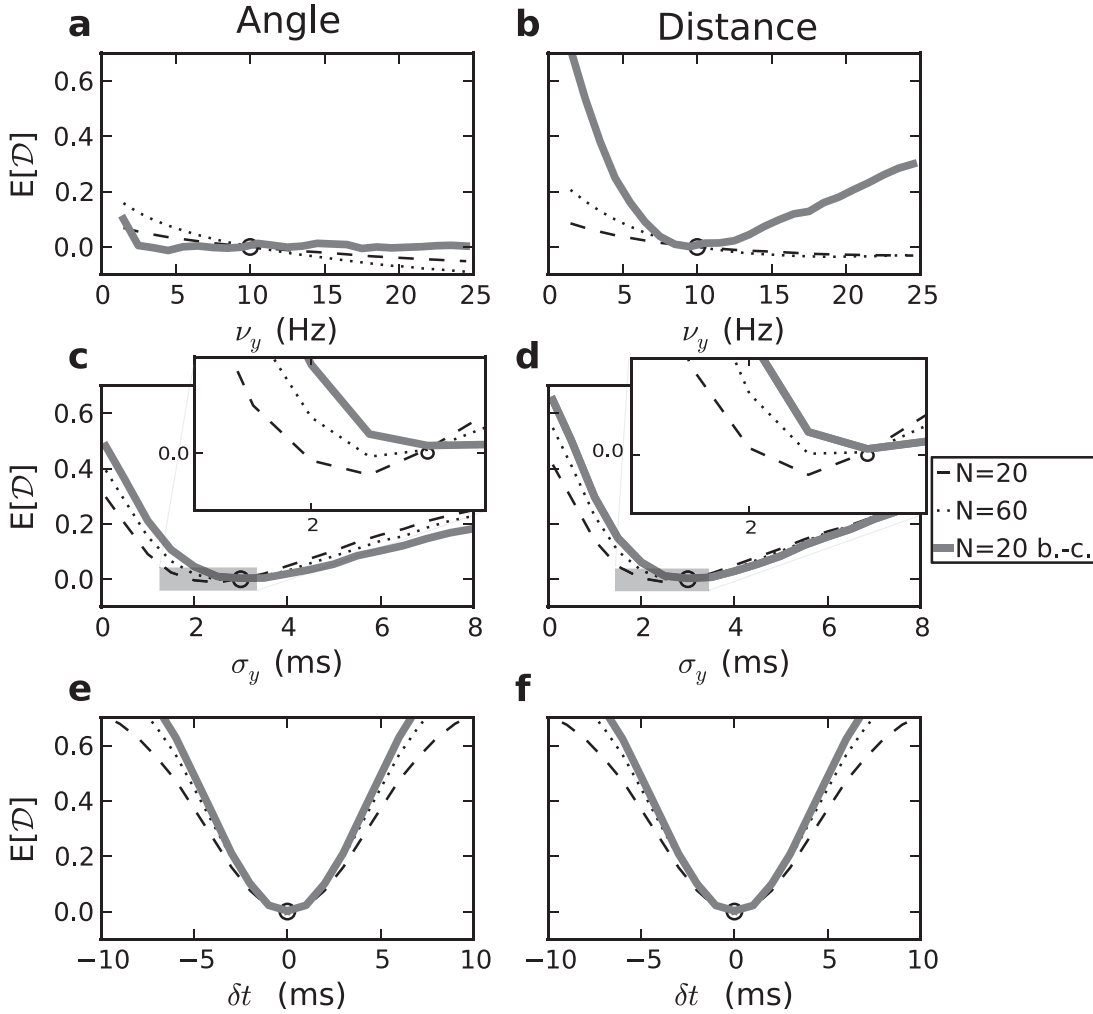 a Angle
b Distance
E[𝒟]
0.6
0.4
0.2
0.0
0 5 10 15 20 25
0 5 10 15 20 25
ν_y (Hz)
ν_y (Hz)
c
d
0.0
2
0.0
2
E[𝒟]
0.6
0.4
0.2
0.0
0 2 4 6 8
0 2 4 6 8
σ_y (ms)
σ_y (ms)
N=20
N=60
N=20 b.-c.
e
f
E[𝒟]
0.6
0.4
0.2
0.0
−10 −5 0 5 10
−10 −5 0 5 10
δt (ms)
δt (ms)